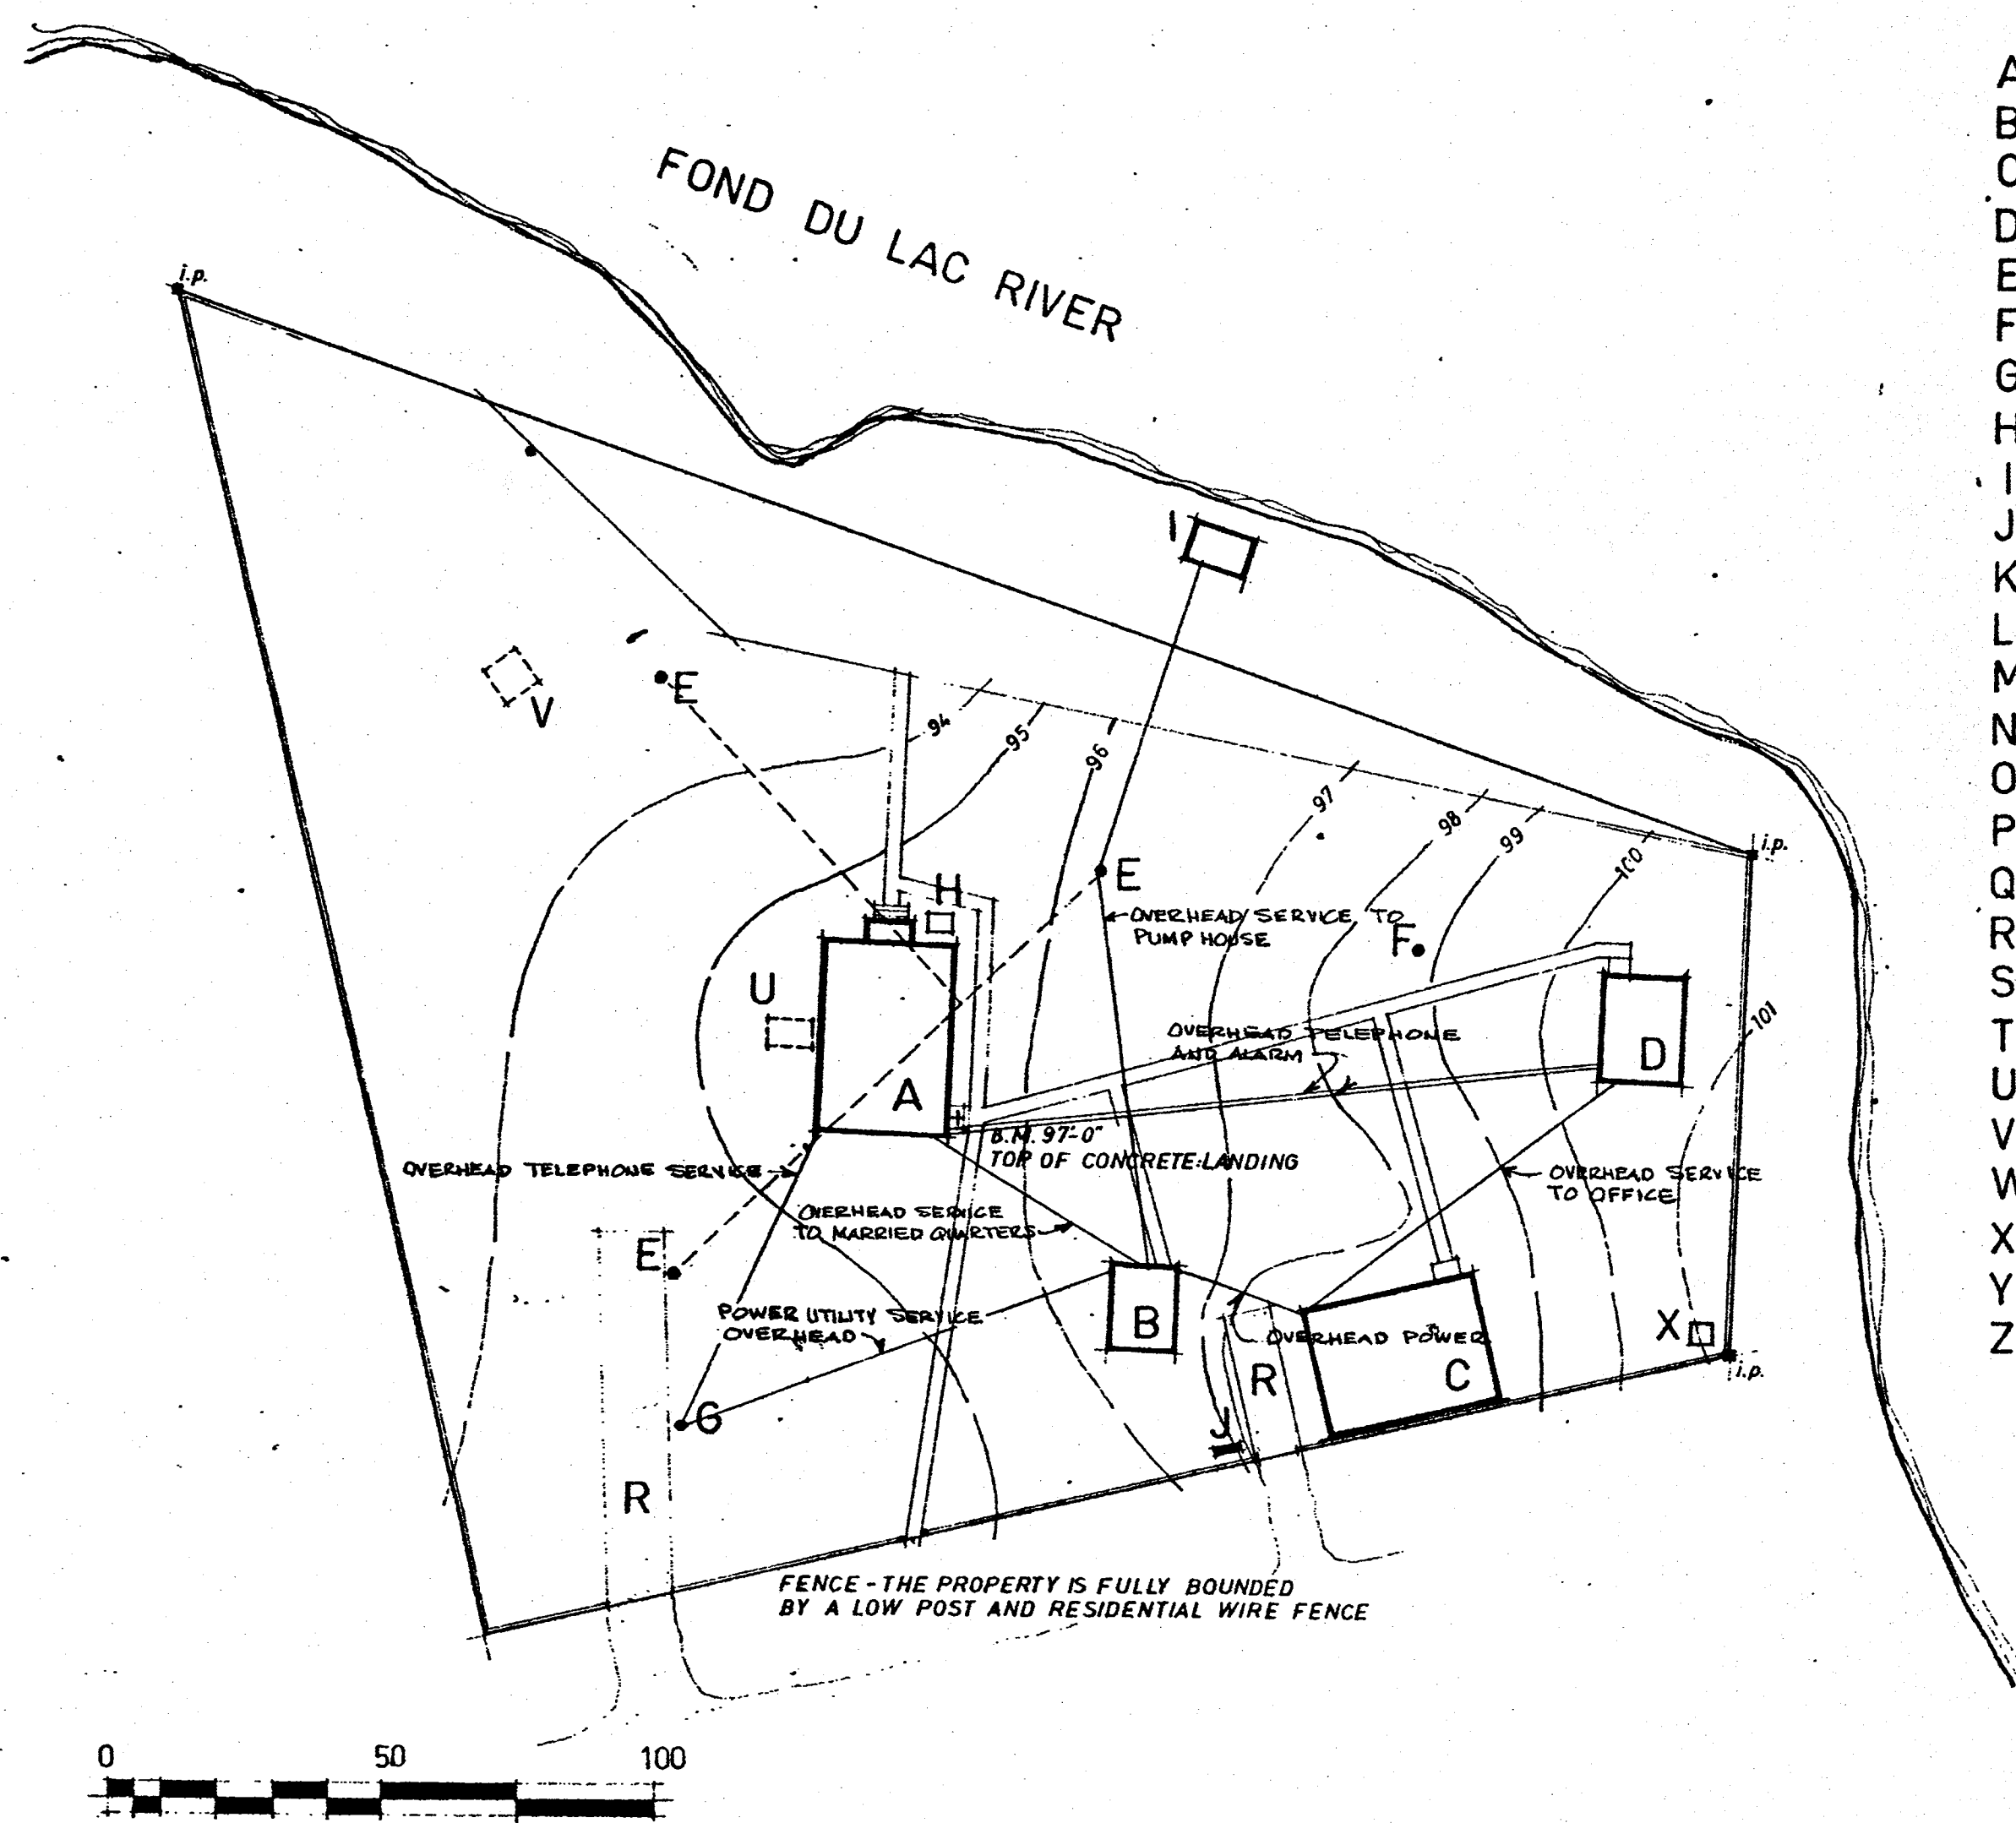 FOND DU LAC RIVER
i.p.
I
V
E
94
95
96
97
98
99
100
i.p.
E
H
OVERHEAD SERVICE TO
PUMP HOUSE
F
U
A
OVERHEAD TELEPHONE
AND ALARM
D
101
B.M. 97'-0"
TOP OF CONCRETE LANDING
OVERHEAD TELEPHONE SERVICE
OVERHEAD SERVICE
TO MARRIED QUARTERS
OVERHEAD SERVICE
TO OFFICE
E
POWER UTILITY SERVICE
OVERHEAD
B
OVERHEAD POWER
X
i.p.
R
C
G
J
R
FENCE - THE PROPERTY IS FULLY BOUNDED
BY A LOW POST AND RESIDENTIAL WIRE FENCE
0 50 100
A
B
C
D
E
F
G
H
I
J
K
L
M
N
O
P
Q
R
S
T
U
V
W
X
Y
Z